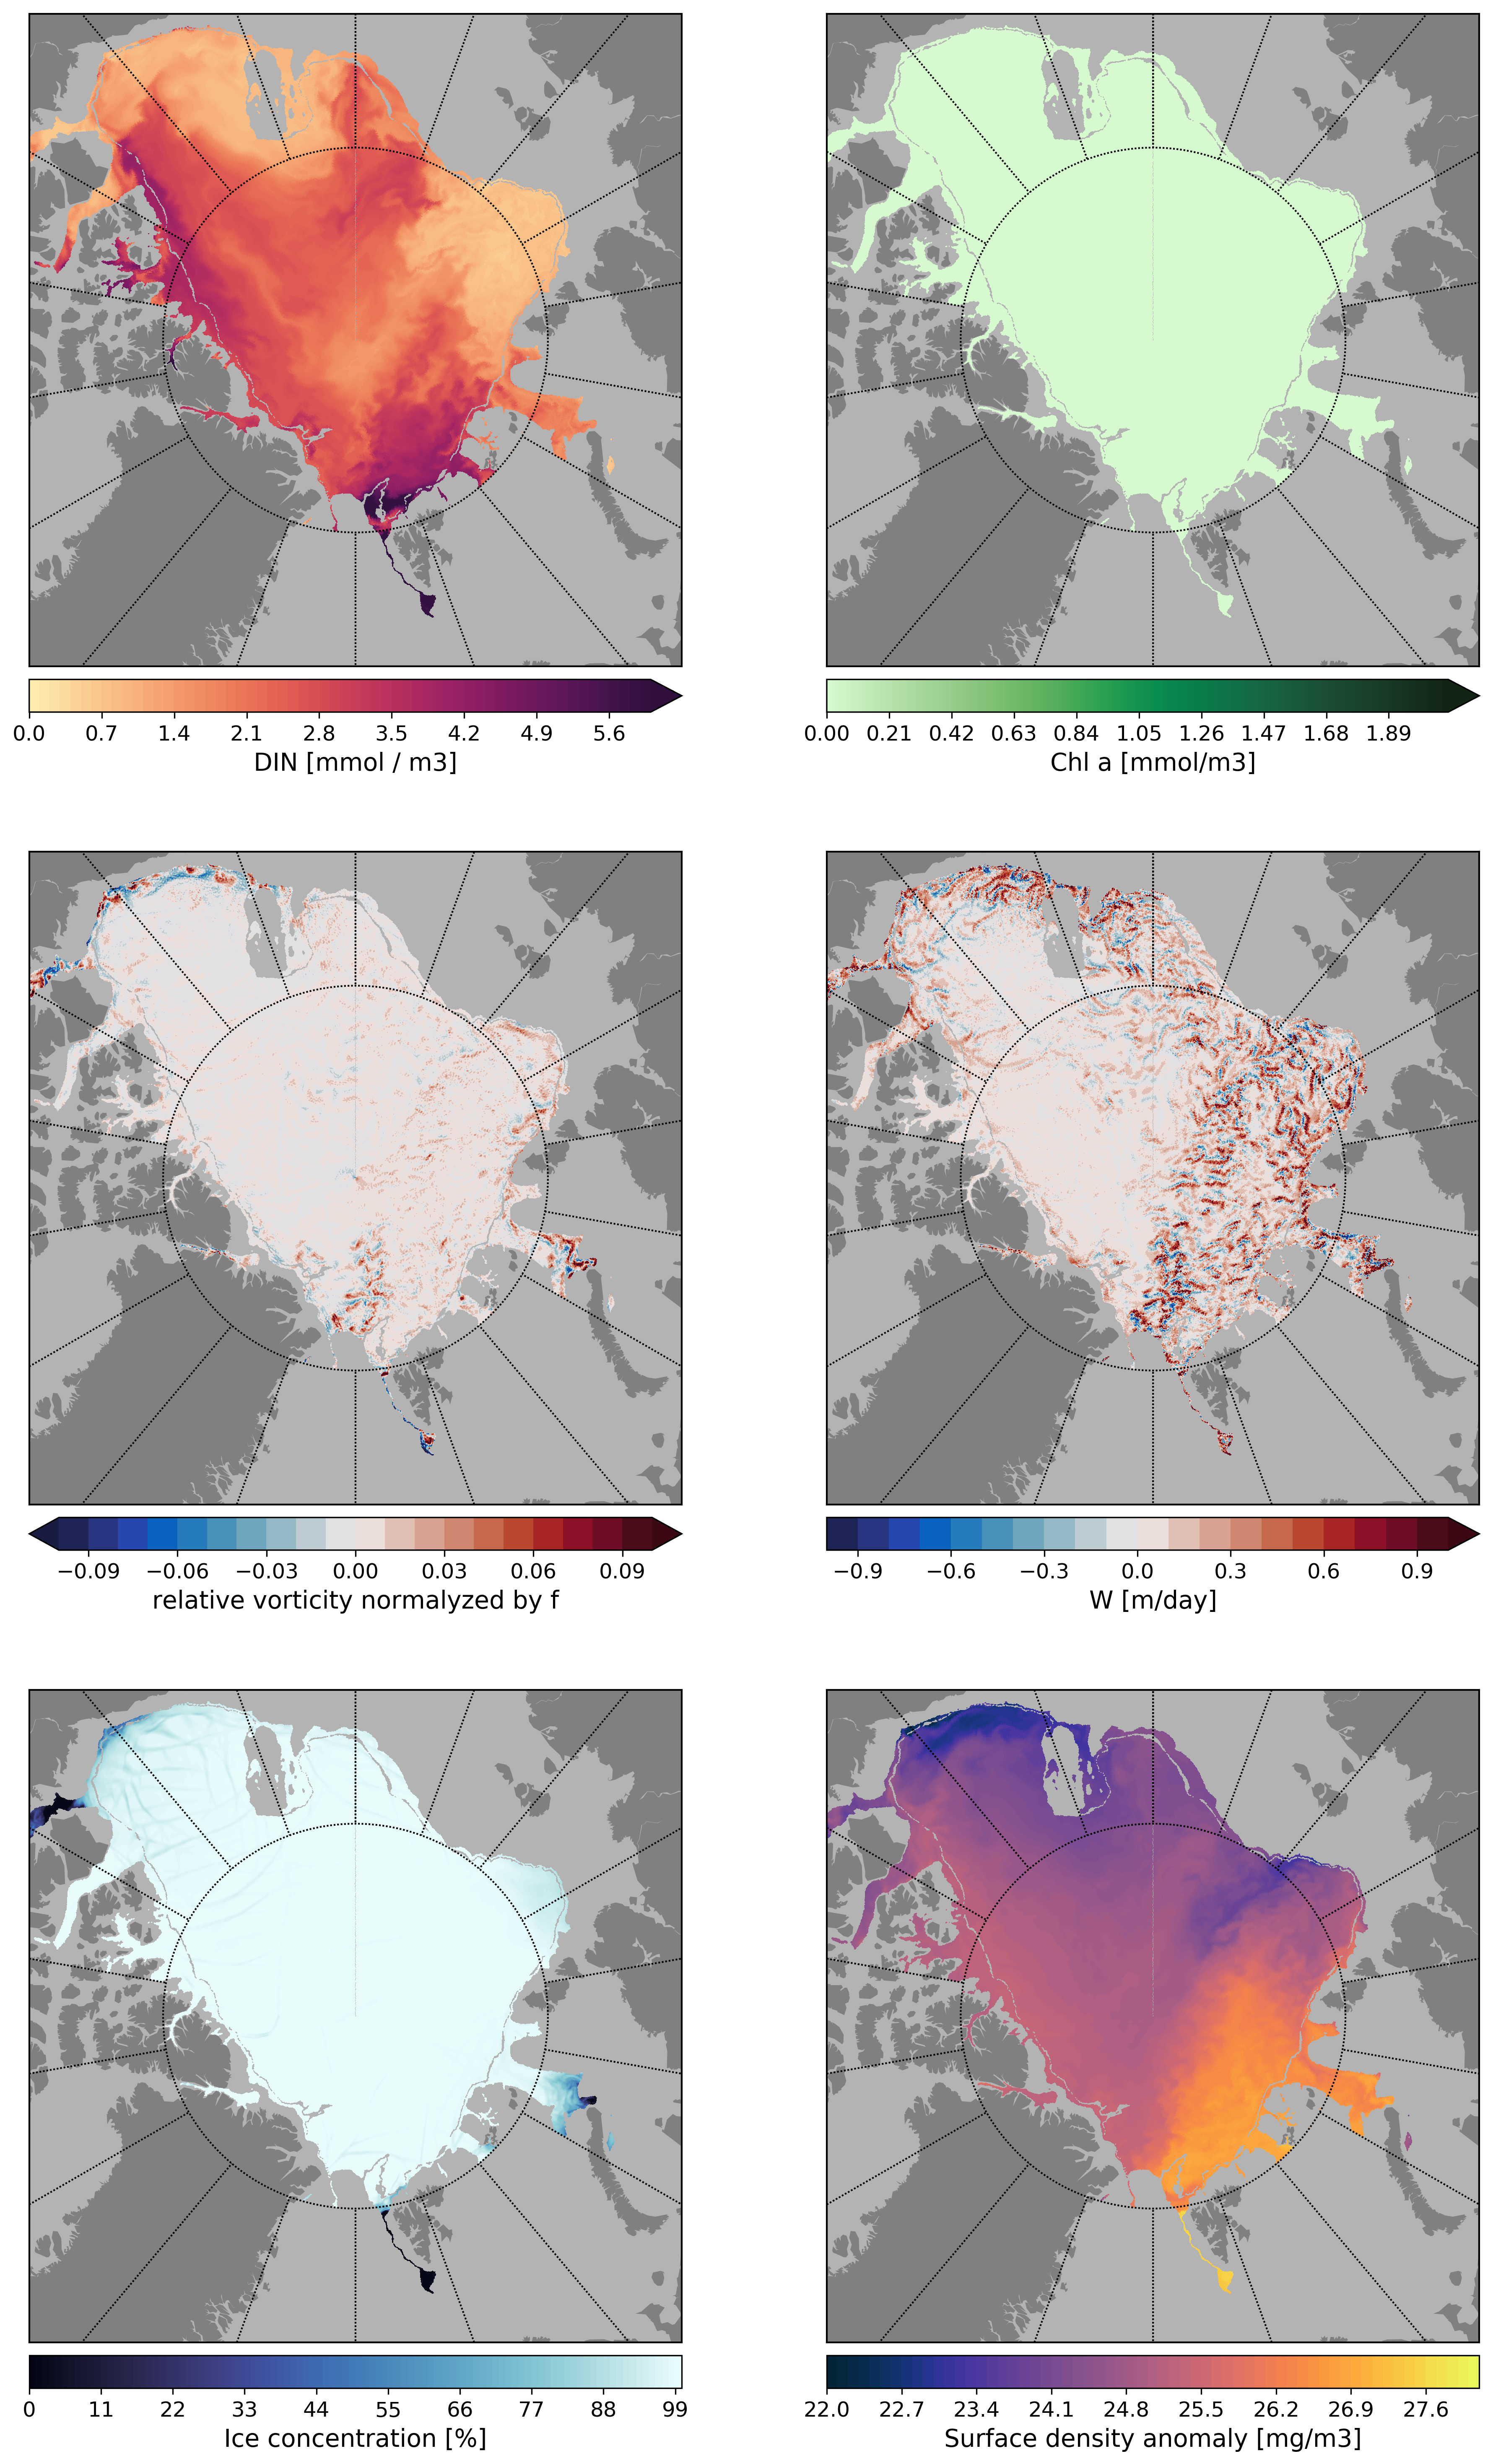 0.0 0.7 1.4 2.1 2.8 3.5 4.2 4.9 5.6
DIN [mmol / m3]
0.00 0.21 0.42 0.63 0.84 1.05 1.26 1.47 1.68 1.89
Chl a [mmol/m3]
−0.09 −0.06 −0.03 0.00 0.03 0.06 0.09
relative vorticity normalyzed by f
−0.9 −0.6 −0.3 0.0 0.3 0.6 0.9
W [m/day]
0 11 22 33 44 55 66 77 88 99
Ice concentration [%]
22.0 22.7 23.4 24.1 24.8 25.5 26.2 26.9 27.6
Surface density anomaly [mg/m3]